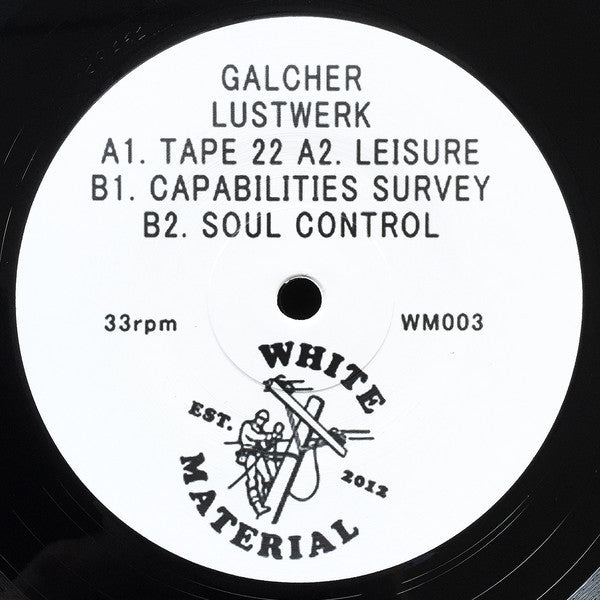 GALCHER
LUSTWERK
A1. TAPE 22 A2. LEISURE
B1. CAPABILITIES SURVEY
B2. SOUL CONTROL
33rpm
WM003
WHITE
EST.
2012
MATERIAL